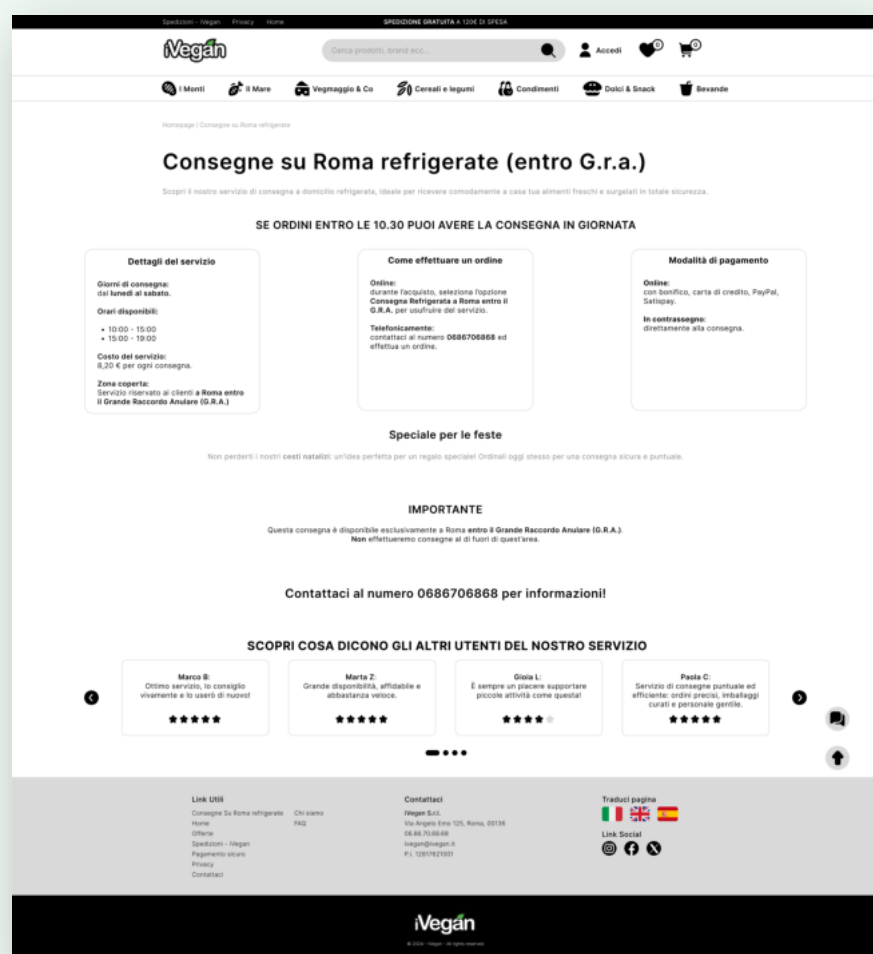 Spedizioni - iVegan Privacy Home
SPEDIZIONE GRATUITA A 120€ DI SPESA
iVegan
Cerca prodotti, brand ecc...
Accedi
0
0
I Monti
Il Mare
Vegmaggio & Co
Cereali e legumi
Condimenti
Dolci & Snack
Bevande
Homepage / Consegne su Roma refrigerate
Consegne su Roma refrigerate (entro G.r.a.)
Scopri il nostro servizio di consegna a domicilio refrigerata, ideale per ricevere comodamente a casa tua alimenti freschi e surgelati in totale sicurezza.
SE ORDINI ENTRO LE 10.30 PUOI AVERE LA CONSEGNA IN GIORNATA
Dettagli del servizio
Giorni di consegna:
dal lunedì al sabato.
Orari disponibili:
• 10:00 - 15:00
• 15:00 - 19:00
Costo del servizio:
8,20 € per ogni consegna.
Zona coperta:
Servizio riservato ai clienti a Roma entro
il Grande Raccordo Anulare (G.R.A.)
Come effettuare un ordine
Online:
durante l'acquisto, seleziona l'opzione
Consegna Refrigerata a Roma entro il
G.R.A. per usufruire del servizio.
Telefonicamente:
contattaci al numero 0686706868 ed
effettua un ordine.
Modalità di pagamento
Online:
con bonifico, carta di credito, PayPal,
Satispay.
In contrassegno:
direttamente alla consegna.
Speciale per le feste
Non perderti i nostri cesti natalizi: un'idea perfetta per un regalo speciale! Ordinali oggi stesso per una consegna sicura e puntuale.
IMPORTANTE
Questa consegna è disponibile esclusivamente a Roma entro il Grande Raccordo Anulare (G.R.A.).
Non effettueremo consegne al di fuori di quest'area.
Contattaci al numero 0686706868 per informazioni!
SCOPRI COSA DICONO GLI ALTRI UTENTI DEL NOSTRO SERVIZIO
Marco B:
Ottimo servizio, lo consiglio
vivamente e lo userò di nuovo!
Marta Z:
Grande disponibilità, affidabile e
abbastanza veloce.
Gioia L:
È sempre un piacere supportare
piccole attività come questa!
Paola C:
Servizio di consegne puntuale ed
efficiente: ordini precisi, imballaggi
curati e personale gentile.
Link Utili
Consegne Su Roma refrigerate
Home
Offerte
Spedizioni - iVegan
Pagamento sicuro
Privacy
Contattaci
Chi siamo
FAQ
Contattaci
iVegan S.r.l.
Via Angelo Emo 125, Roma, 00136
06.86.70.68.68
ivegan@ivegan.it
P.i. 12817621001
Traduci pagina
Link Social
iVegan
© 2024 - iVegan - All rights reserved